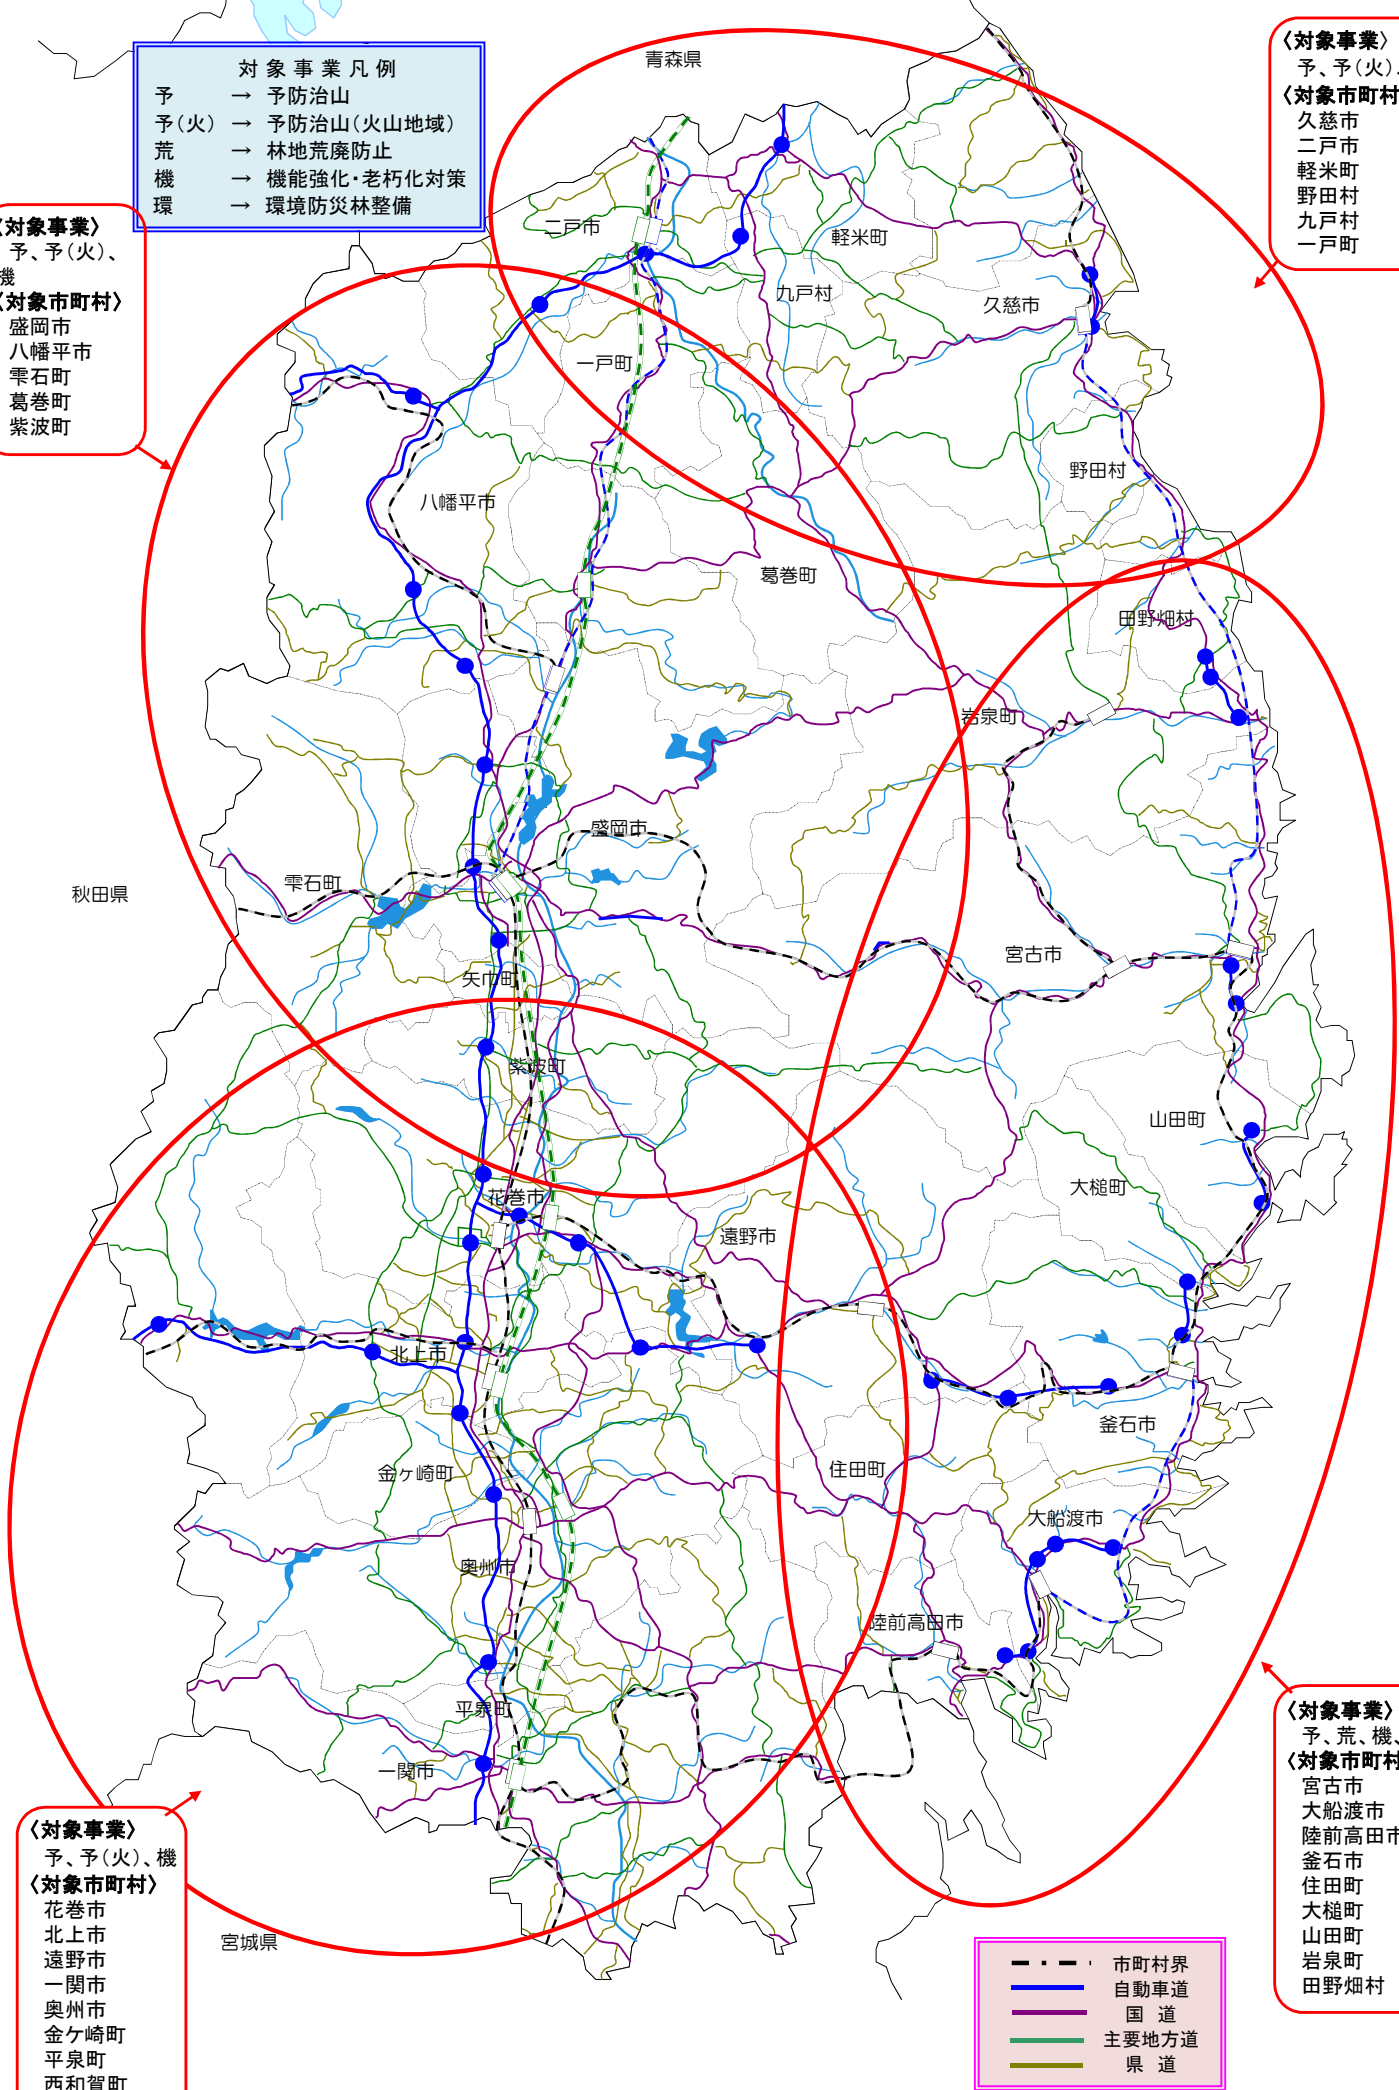 対象事業凡例
予 → 予防治山
予(火) → 予防治山(火山地域)
荒 → 林地荒廃防止
機 → 機能強化・老朽化対策
環 → 環境防災林整備
〈対象事業〉
予、予(火)、
〈対象市町村
久慈市
二戸市
軽米町
野田村
九戸村
一戸町
〈対象事業〉
予、予(火)、
機
〈対象市町村〉
盛岡市
八幡平市
雫石町
葛巻町
紫波町
青森県
二戸市
軽米町
九戸村
久慈市
一戸町
野田村
八幡平市
葛巻町
田野畑村
岩泉町
盛岡市
雫石町
秋田県
宮古市
矢巾町
紫波町
山田町
大槌町
花巻市
遠野市
北上市
釜石市
金ヶ崎町
住田町
大船渡市
奥州市
陸前高田市
平泉町
一関市
宮城県
〈対象事業〉
予、荒、機、
〈対象市町村
宮古市
大船渡市
陸前高田市
釜石市
住田町
大槌町
山田町
岩泉町
田野畑村
〈対象事業〉
予、予(火)、機
〈対象市町村〉
花巻市
北上市
遠野市
一関市
奥州市
金ケ崎町
平泉町
西和賀町
市町村界
自動車道
国 道
主要地方道
県 道